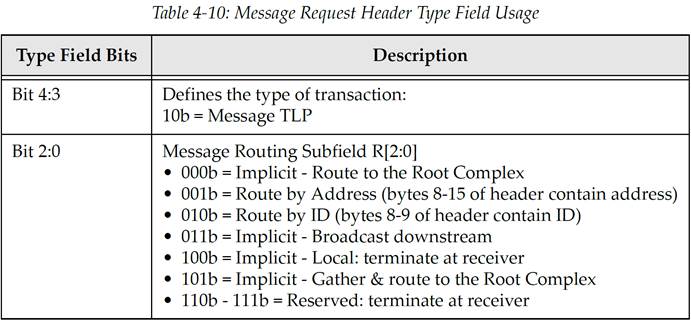 Table 4-10: Message Request Header Type Field Usage
Type Field Bits Description
Bit 4:3 Defines the type of transaction:
10b = Message TLP
Bit 2:0 Message Routing Subfield R[2:0]
• 000b = Implicit - Route to the Root Complex
• 001b = Route by Address (bytes 8-15 of header contain address)
• 010b = Route by ID (bytes 8-9 of header contain ID)
• 011b = Implicit - Broadcast downstream
• 100b = Implicit - Local: terminate at receiver
• 101b = Implicit - Gather & route to the Root Complex
• 110b - 111b = Reserved: terminate at receiver